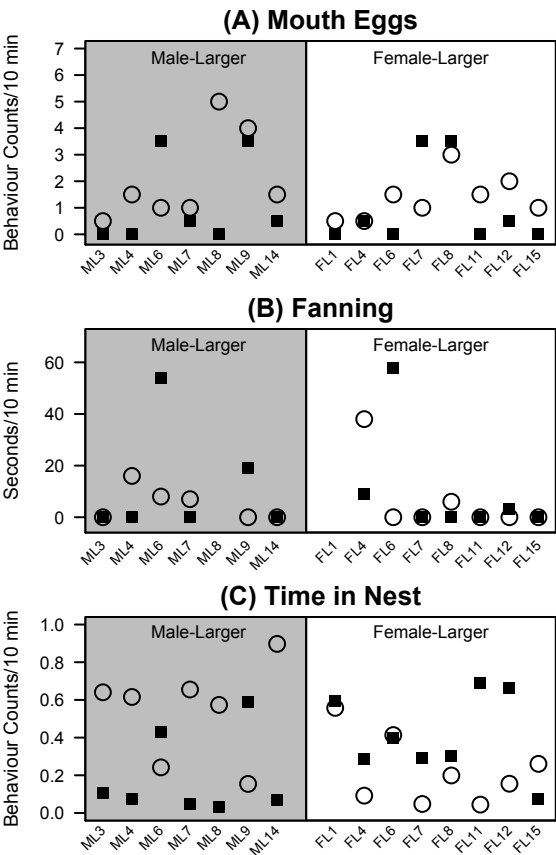 (A) Mouth Eggs
Behaviour Counts/10 min
7
6
5
4
3
2
1
0
Male-Larger
Female-Larger
ML3 ML4 ML6 ML7 ML8 ML9 ML14 FL1 FL4 FL6 FL7 FL8 FL11 FL12 FL15
(B) Fanning
Seconds/10 min
60
40
20
0
Male-Larger
Female-Larger
ML3 ML4 ML6 ML7 ML8 ML9 ML14 FL1 FL4 FL6 FL7 FL8 FL11 FL12 FL15
(C) Time in Nest
Behaviour Counts/10 min
1.0
0.8
0.6
0.4
0.2
0.0
Male-Larger
Female-Larger
ML3 ML4 ML6 ML7 ML8 ML9 ML14 FL1 FL4 FL6 FL7 FL8 FL11 FL12 FL15